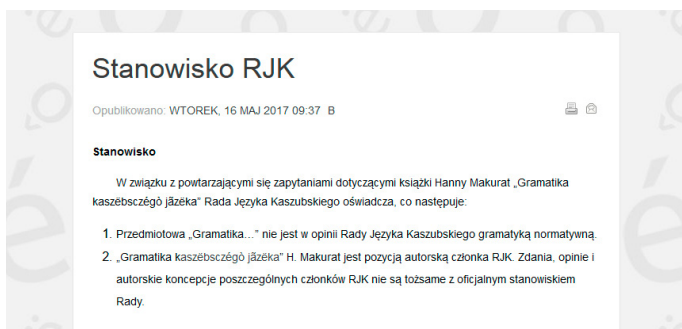 Stanowisko RJK
Opublikowano: WTOREK, 16 MAJ 2017 09:37 B
Stanowisko
W związku z powtarzającymi się zapytaniami dotyczącymi książki Hanny Makurat „Gramatika
kaszëbsczégò jãzëka” Rada Języka Kaszubskiego oświadcza, co następuje:
1. Przedmiotowa „Gramatika…” nie jest w opinii Rady Języka Kaszubskiego gramatyką normatywną.
2. „Gramatika kaszëbsczégò jãzëka” H. Makurat jest pozycją autorską członka RJK. Zdania, opinie i
autorskie koncepcje poszczególnych członków RJK nie są tożsame z oficjalnym stanowiskiem
Rady.